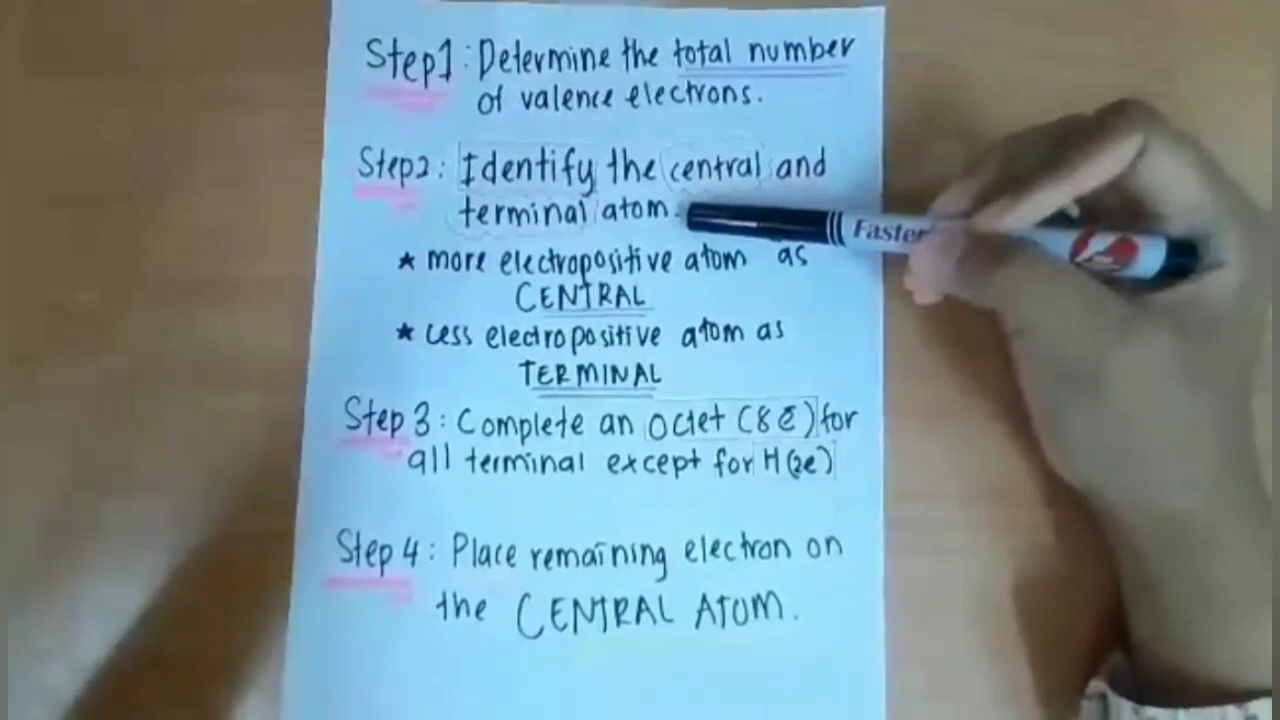 Step1: Determine the total number
of valence electrons.
Step2: Identify the central and
terminal atom.
Faster
★ more electropositive atom as
CENTRAL
★ Less electropositive atom as
TERMINAL
Step 3: Complete an octet (8ē) for
all terminal except for H(2e)
Step 4: Place remaining electron on
the CENTRAL ATOM.